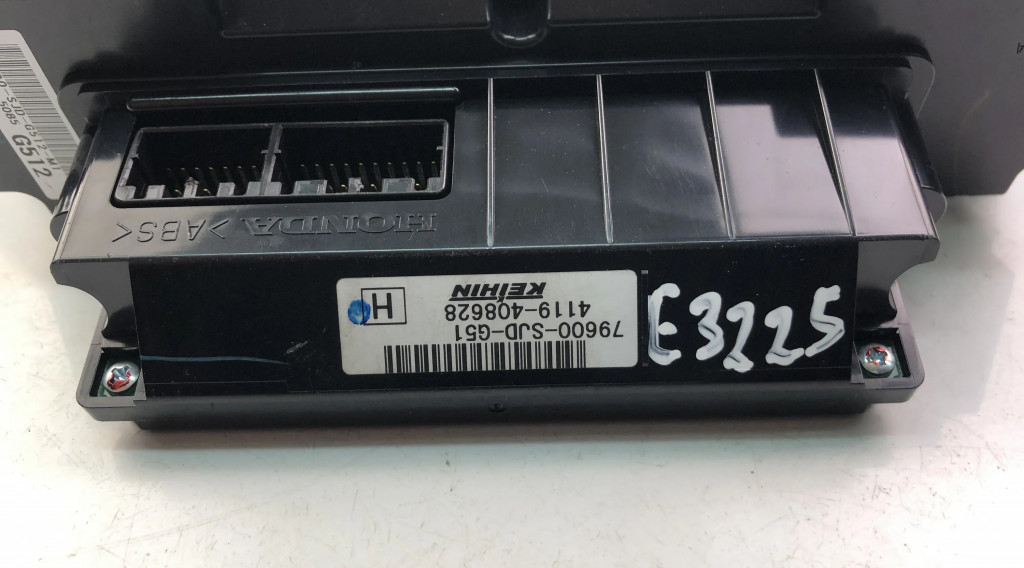 G512
HONDA >ABS<
KEIHIN
H
4119-408628
79600-SJD-G51
E3225